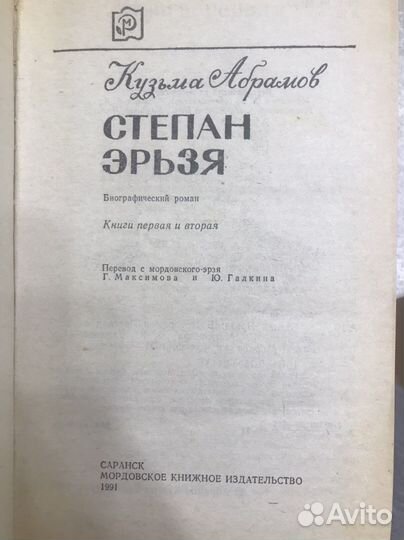 М
Кузьма Абрамов
СТЕПАН
ЭРЬЗЯ
Биографический роман
Книги первая и вторая
Перевод с мордовского-эрзя
Г. Максимова и Ю. Галкина
САРАНСК
МОРДОВСКОЕ КНИЖНОЕ ИЗДАТЕЛЬСТВО
1991
Avito